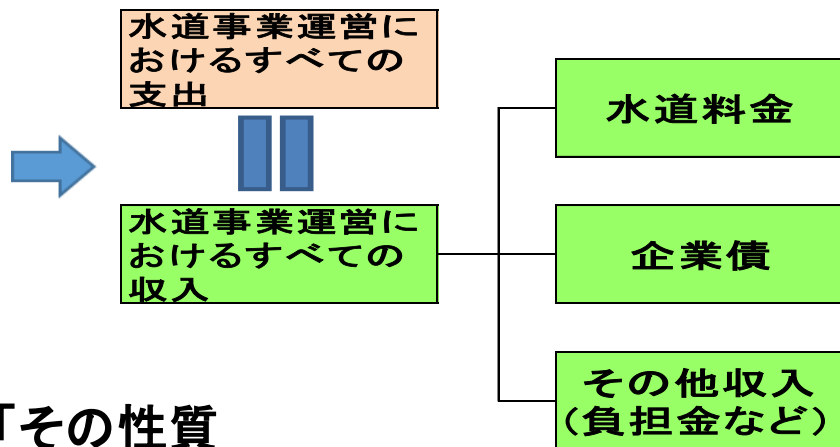 水道事業運営に
おけるすべての
支出
水道事業運営に
おけるすべての
収入
水道料金
企業債
その他収入
（負担金など）
「その性質